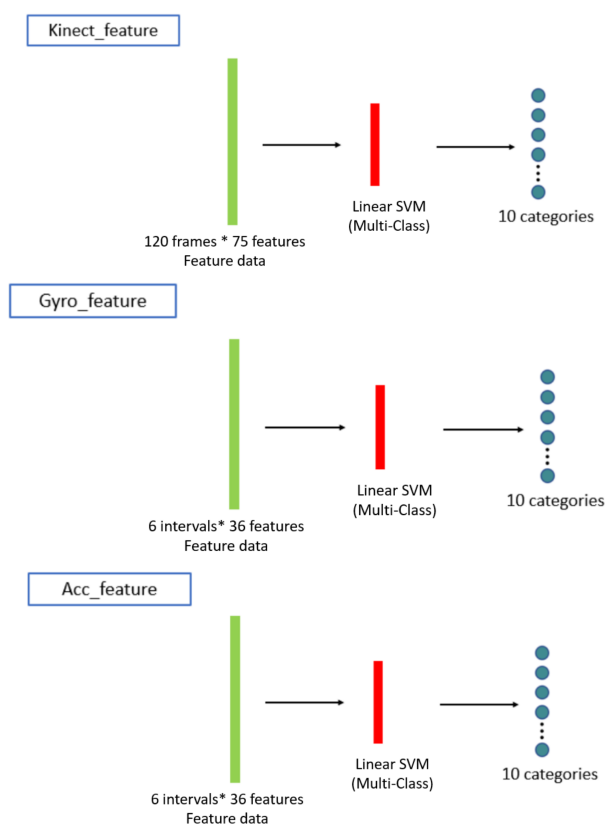 Kinect_feature
120 frames * 75 features
Feature data
Linear SVM
(Multi-Class)
10 categories
Gyro_feature
6 intervals* 36 features
Feature data
Linear SVM
(Multi-Class)
10 categories
Acc_feature
6 intervals* 36 features
Feature data
Linear SVM
(Multi-Class)
10 categories